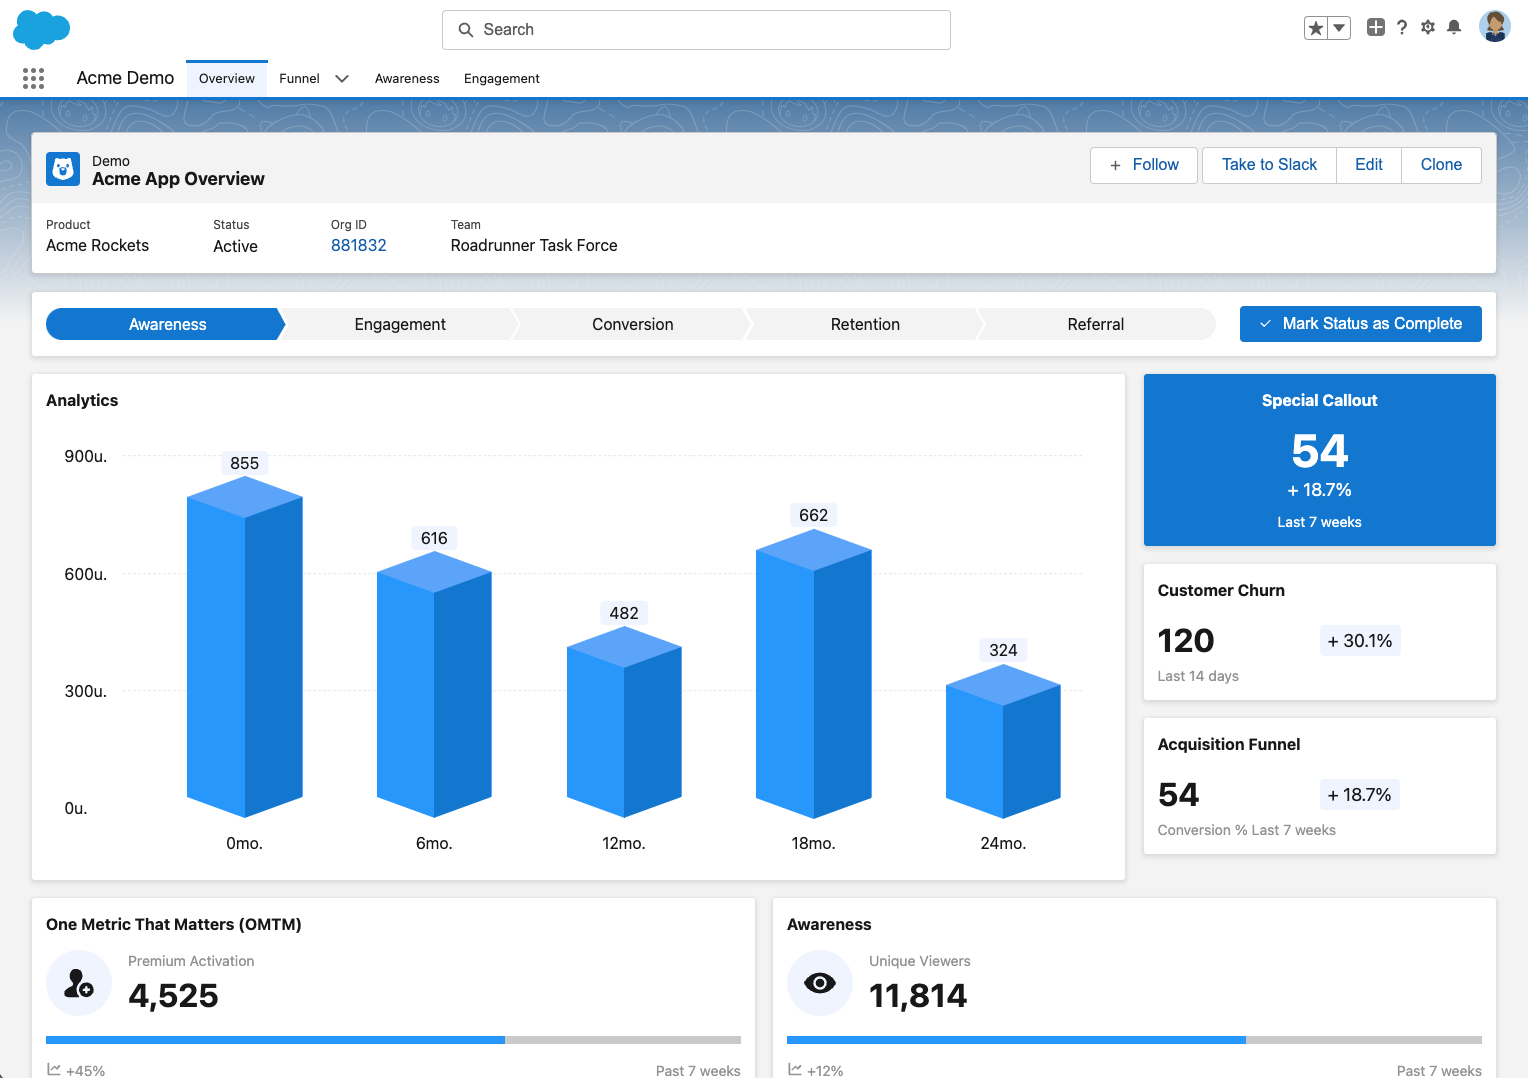 Search
Acme Demo
Overview
Funnel
Awareness
Engagement
Demo
Acme App Overview
+ Follow
Take to Slack
Edit
Clone
Product
Acme Rockets
Status
Active
Org ID
881832
Team
Roadrunner Task Force
Awareness
Engagement
Conversion
Retention
Referral
Mark Status as Complete
Analytics
900u.
600u.
300u.
0u.
855
616
482
662
324
0mo.
6mo.
12mo.
18mo.
24mo.
Special Callout
54
+ 18.7%
Last 7 weeks
Customer Churn
120
+ 30.1%
Last 14 days
Acquisition Funnel
54
+ 18.7%
Conversion % Last 7 weeks
One Metric That Matters (OMTM)
Premium Activation
4,525
+45%
Past 7 weeks
Awareness
Unique Viewers
11,814
+12%
Past 7 weeks